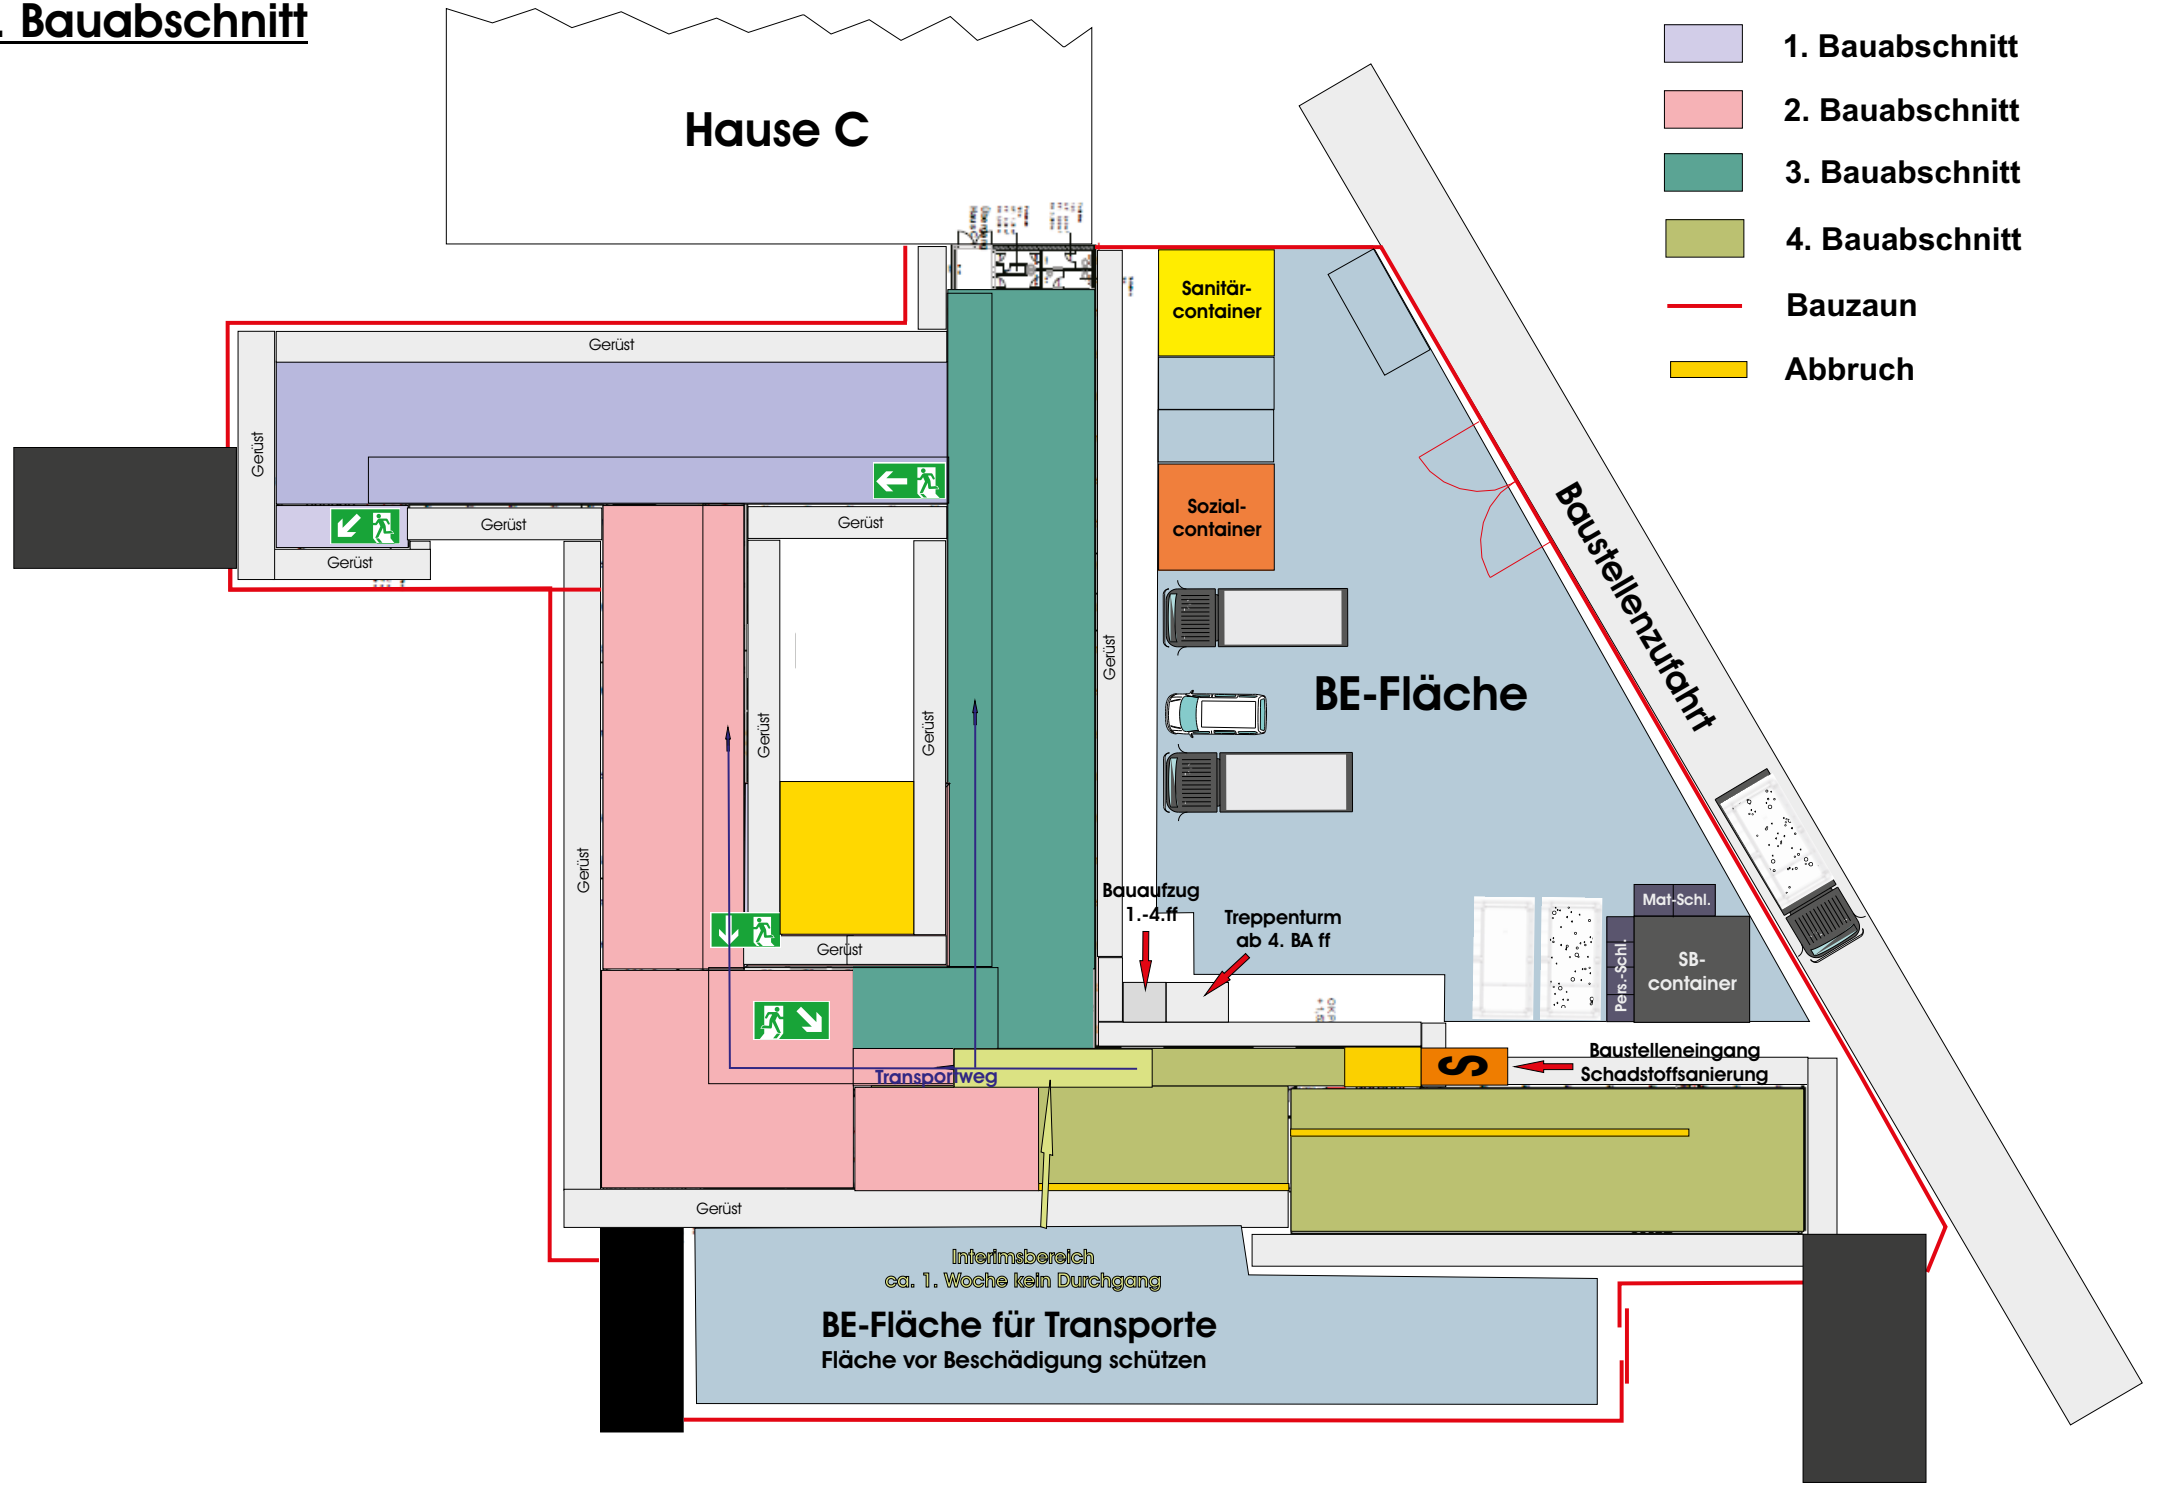 . Bauabschnitt
Hause C
1. Bauabschnitt
2. Bauabschnitt
3. Bauabschnitt
4. Bauabschnitt
Bauzaun
Abbruch
Sanitär-
container
Gerüst
Gerüst
Gerüst
Gerüst
Gerüst
Sozial-
container
Baustellenzufahrt
Gerüst
Gerüst
Gerüst
Gerüst
BE-Fläche
Gerüst
Bauaufzug
1.-4.ff
Treppenturm
ab 4. BA ff
Mat-Schl.
Pers.-Schl.
SB-
container
OKF
Baustelleneingang
Schadstoffsanierung
S
Transportweg
Gerüst
Interimsbereich
ca. 1. Woche kein Durchgang
BE-Fläche für Transporte
Fläche vor Beschädigung schützen